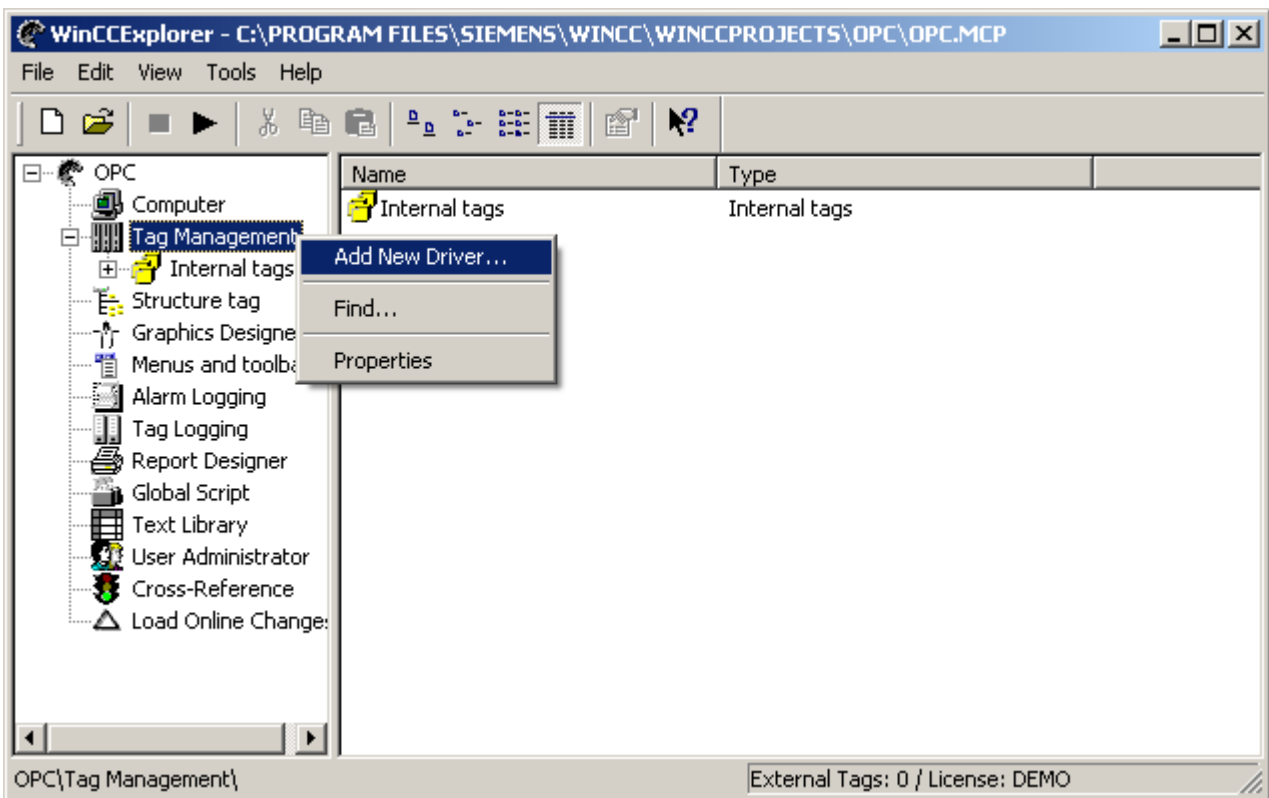 WinCCExplorer - C:\PROGRAM FILES\SIEMENS\WINCC\WINCCPROJECTS\OPC\OPC.MCP
File Edit View Tools Help
OPC
Computer
Tag Management
Internal tags
Structure tag
Graphics Designe
Menus and toolba
Alarm Logging
Tag Logging
Report Designer
Global Script
Text Library
User Administrator
Cross-Reference
Load Online Change
Name Type
Internal tags Internal tags
Add New Driver...
Find...
Properties
OPC\Tag Management\
External Tags: 0 / License: DEMO